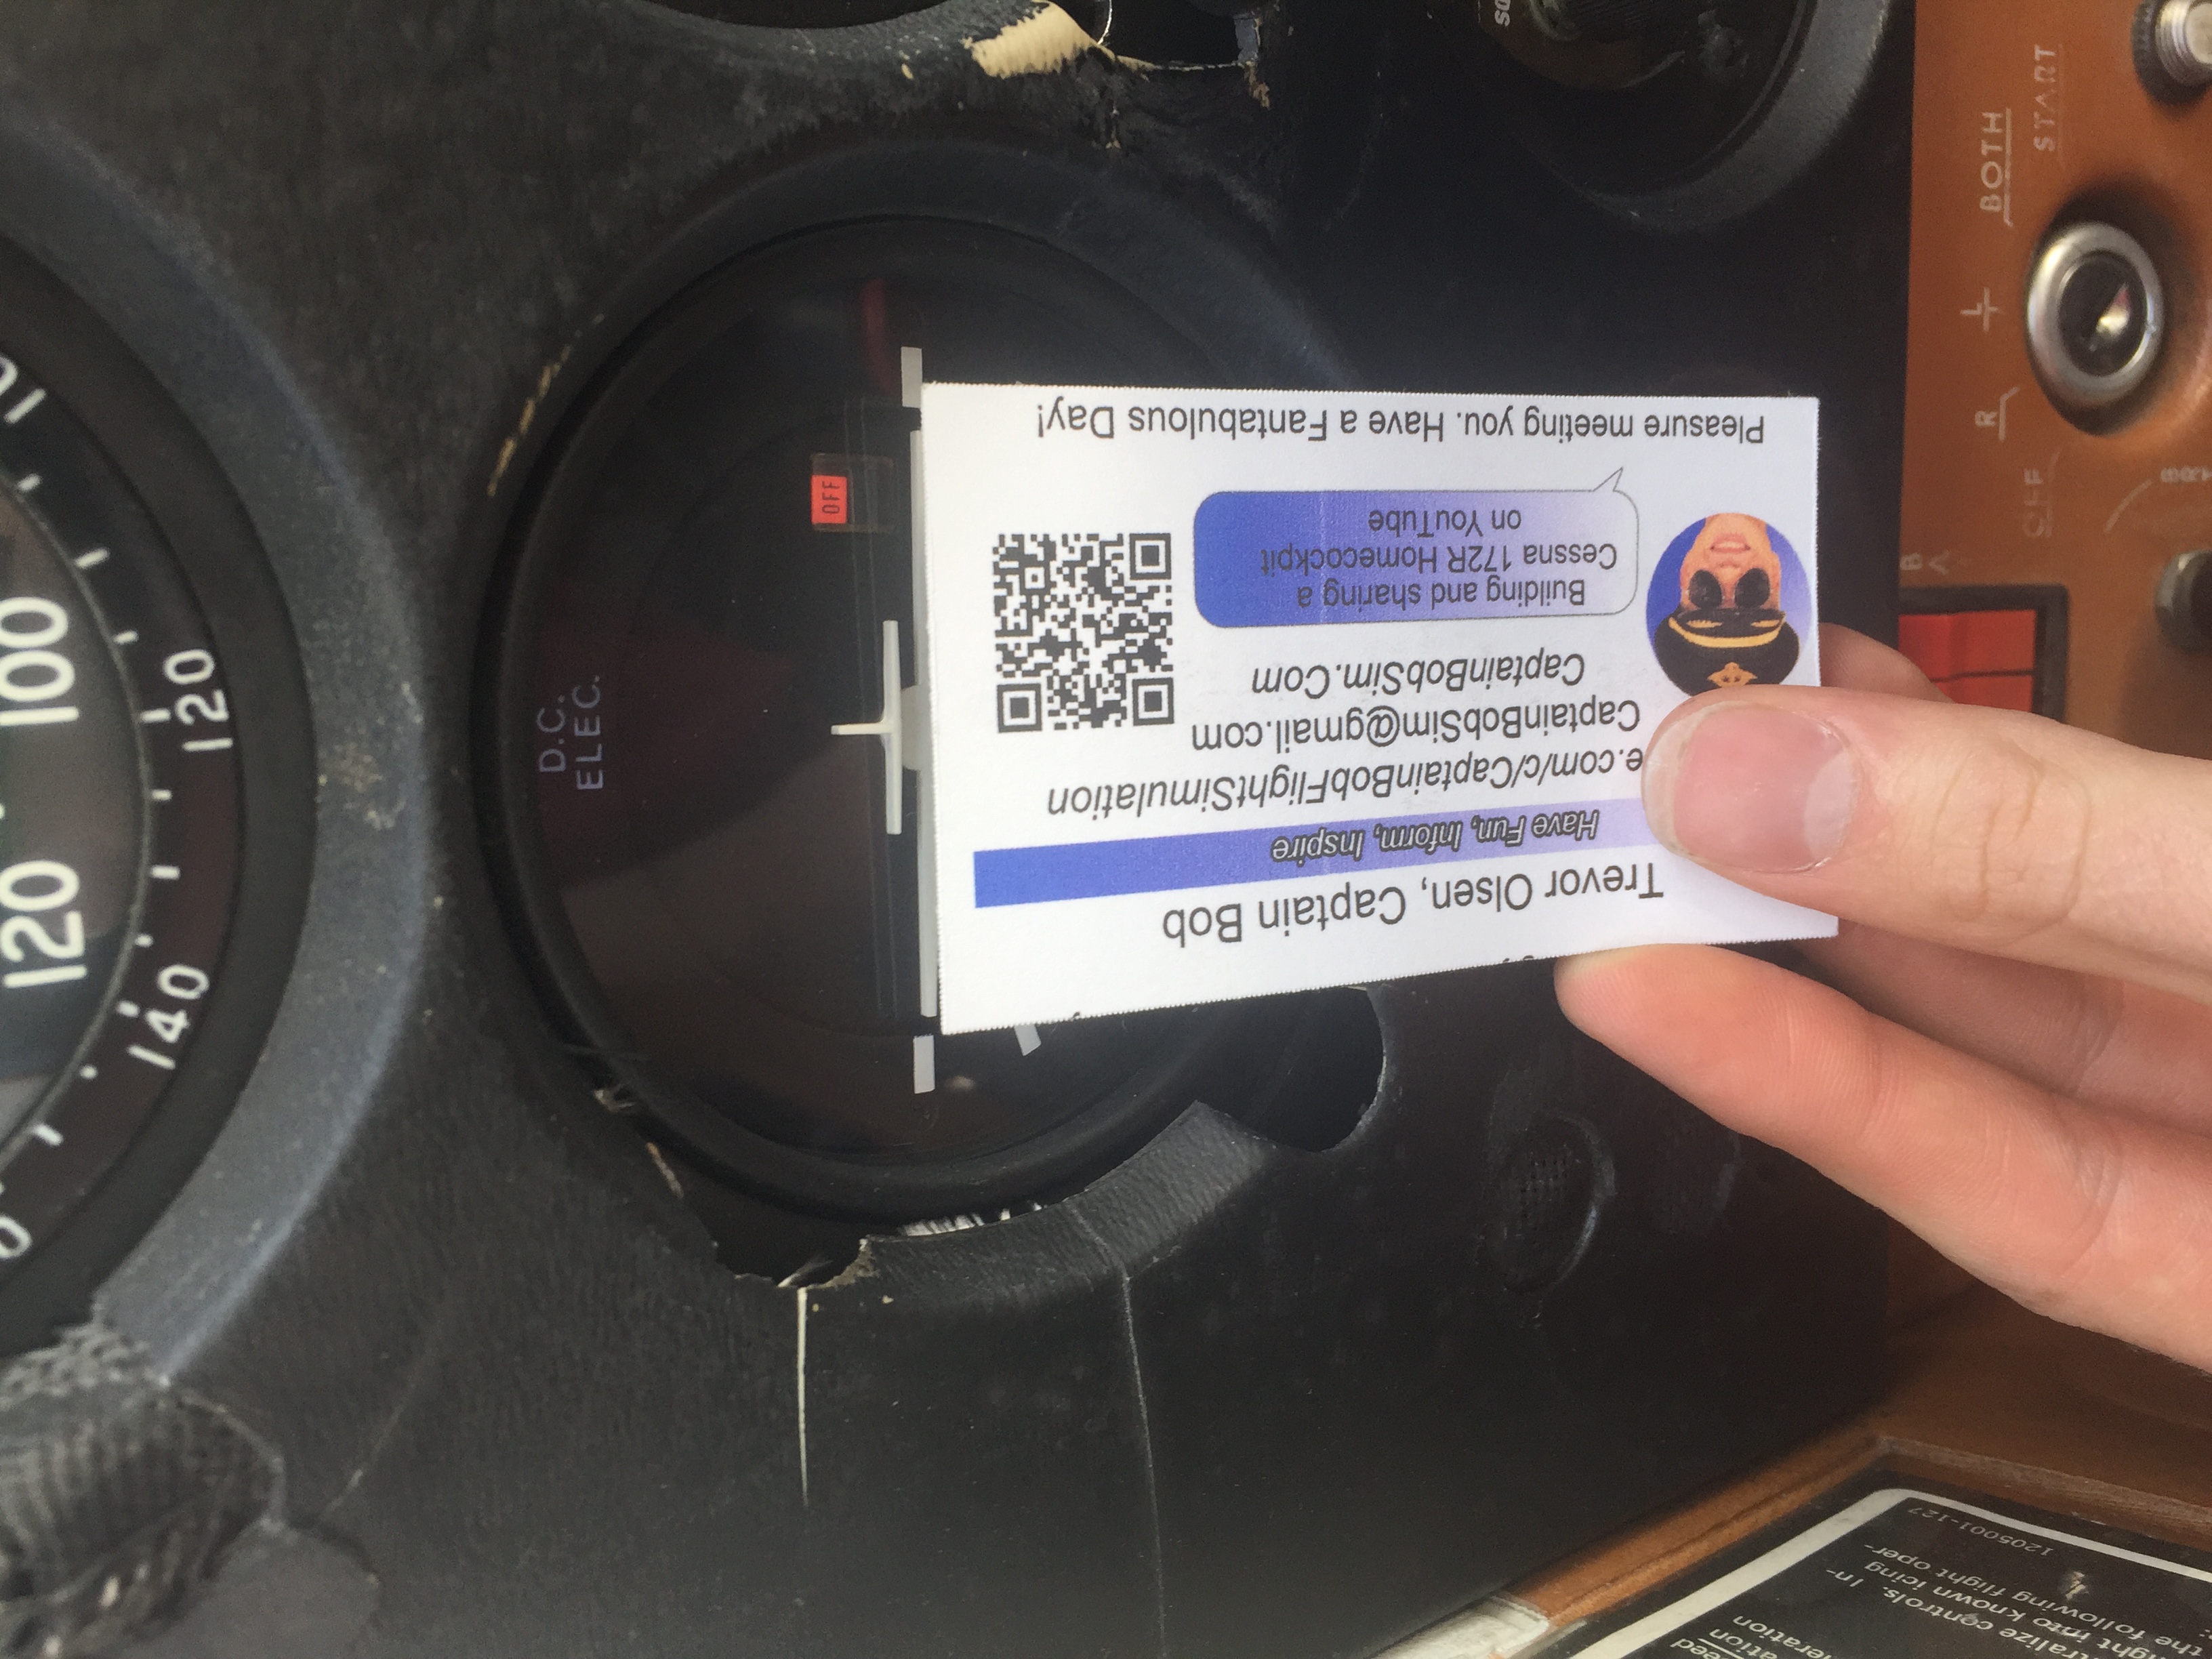 Trevor Olsen, Captain Bob
Have Fun, Inform, Inspire
e.com/c/CaptainBobFlightSimulation
CaptainBobSim@gmail.com
CaptainBobSim.Com
Building and sharing a
Cessna 172R Homecockpit
on YouTube
Pleasure meeting you. Have a Fantabulous Day!
D.C.
ELEC.
OFF
100
120
120
140
OFF
R
L
BOTH
START
1205001-127